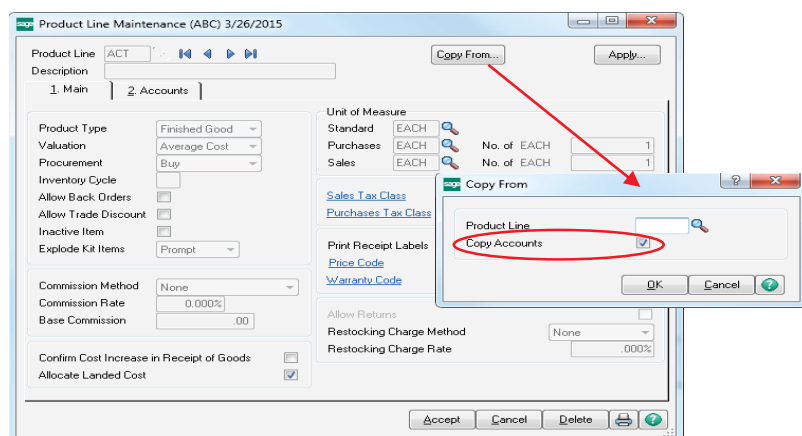 sage Product Line Maintenance (ABC) 3/26/2015
Product Line ACT Copy From... Apply...
Description
1. Main 2. Accounts
Product Type Finished Good
Valuation Average Cost
Procurement Buy
Inventory Cycle
Allow Back Orders
Allow Trade Discount
Inactive Item
Explode Kit Items Prompt
Commission Method None
Commission Rate 0.000%
Base Commission .00
Confirm Cost Increase in Receipt of Goods
Allocate Landed Cost
Unit of Measure
Standard EACH
Purchases EACH No. of EACH 1
Sales EACH No. of EACH 1
Sales Tax Class
Purchases Tax Class
Print Receipt Labels
Price Code
Warranty Code
Allow Returns
Restocking Charge Method None
Restocking Charge Rate .000%
sage Copy From ?
Product Line
Copy Accounts
OK Cancel ?
Accept Cancel Delete ?